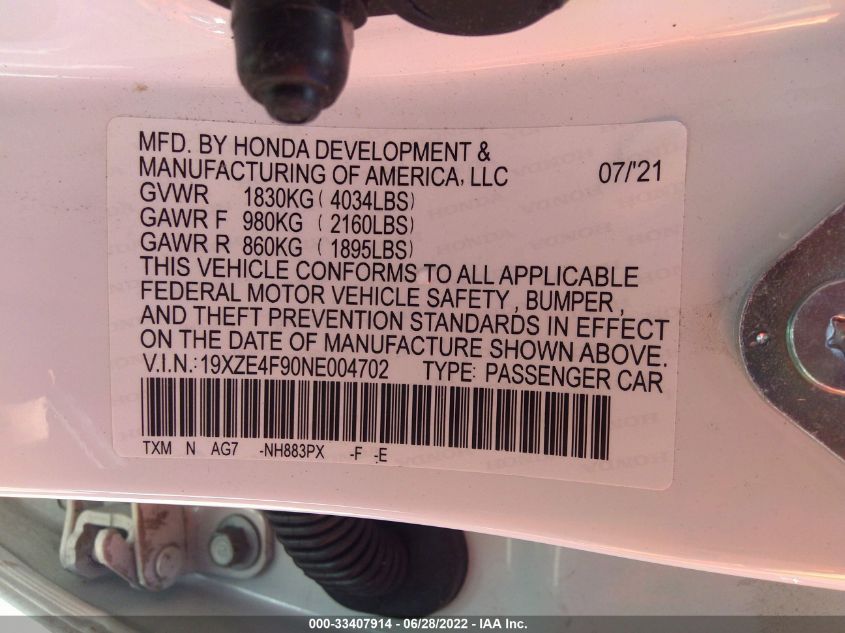 MFD. BY HONDA DEVELOPMENT &
MANUFACTURING OF AMERICA, LLC 07/'21
GVWR 1830KG ( 4034LBS)
GAWR F 980KG ( 2160LBS)
GAWR R 860KG ( 1895LBS)
THIS VEHICLE CONFORMS TO ALL APPLICABLE
FEDERAL MOTOR VEHICLE SAFETY , BUMPER ,
AND THEFT PREVENTION STANDARDS IN EFFECT
ON THE DATE OF MANUFACTURE SHOWN ABOVE.
V.I.N.:19XZE4F90NE004702 TYPE: PASSENGER CAR
TXM N AG7 -NH883PX -F -E
000-33407914 - 06/28/2022 - IAA Inc.